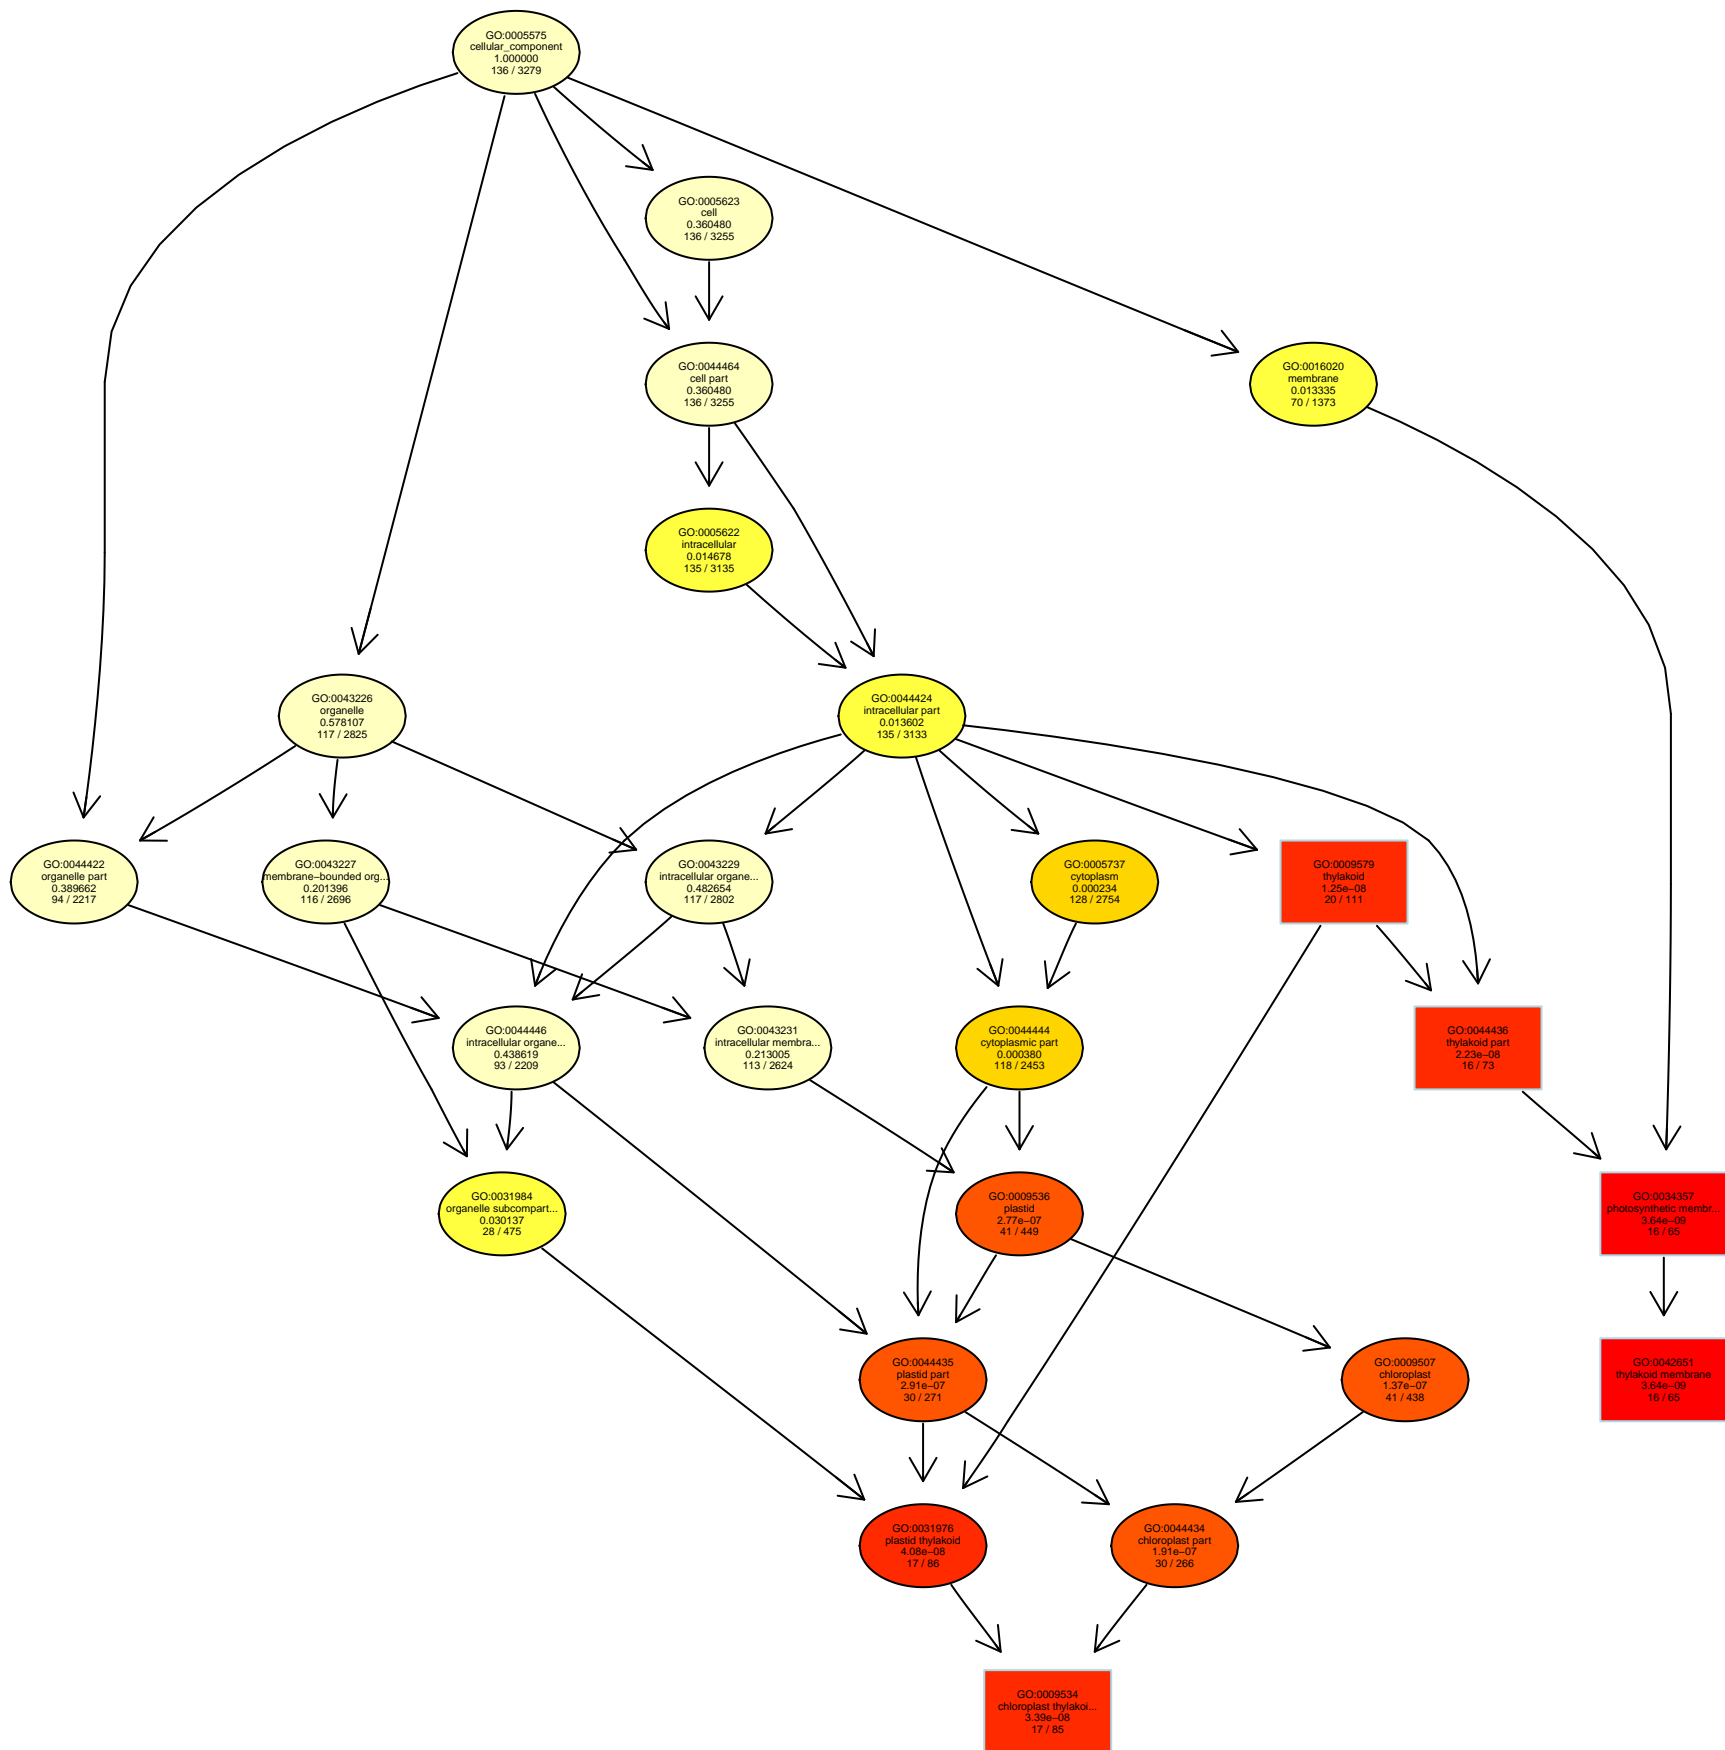 GO:0005575
cellular_component
1.000000
136 / 3279
GO:0005623
cell
0.360480
136 / 3255
GO:0044464
cell part
0.360480
136 / 3255
GO:0016020
membrane
0.013335
70 / 1373
GO:0005622
intracellular
0.014678
135 / 3135
GO:0043226
organelle
0.578107
117 / 2825
GO:0044424
intracellular part
0.013602
135 / 3133
GO:0044422
organelle part
0.389662
94 / 2217
GO:0043227
membrane−bounded org...
0.201396
116 / 2696
GO:0043229
intracellular organe...
0.482654
117 / 2802
GO:0005737
cytoplasm
0.000234
128 / 2754
GO:0009579
thylakoid
1.25e−08
20 / 111
GO:0044446
intracellular organe...
0.438619
93 / 2209
GO:0043231
intracellular membra...
0.213005
113 / 2624
GO:0044444
cytoplasmic part
0.000380
118 / 2453
GO:0044436
thylakoid part
2.23e−08
16 / 73
GO:0031984
organelle subcompart...
0.030137
28 / 475
GO:0009536
plastid
2.77e−07
41 / 449
GO:0034357
photosynthetic membr...
3.64e−09
16 / 65
GO:0044435
plastid part
2.91e−07
30 / 271
GO:0009507
chloroplast
1.37e−07
41 / 438
GO:0042651
thylakoid membrane
3.64e−09
16 / 65
GO:0031976
plastid thylakoid
4.08e−08
17 / 86
GO:0044434
chloroplast part
1.91e−07
30 / 266
GO:0009534
chloroplast thylakoi...
3.39e−08
17 / 85